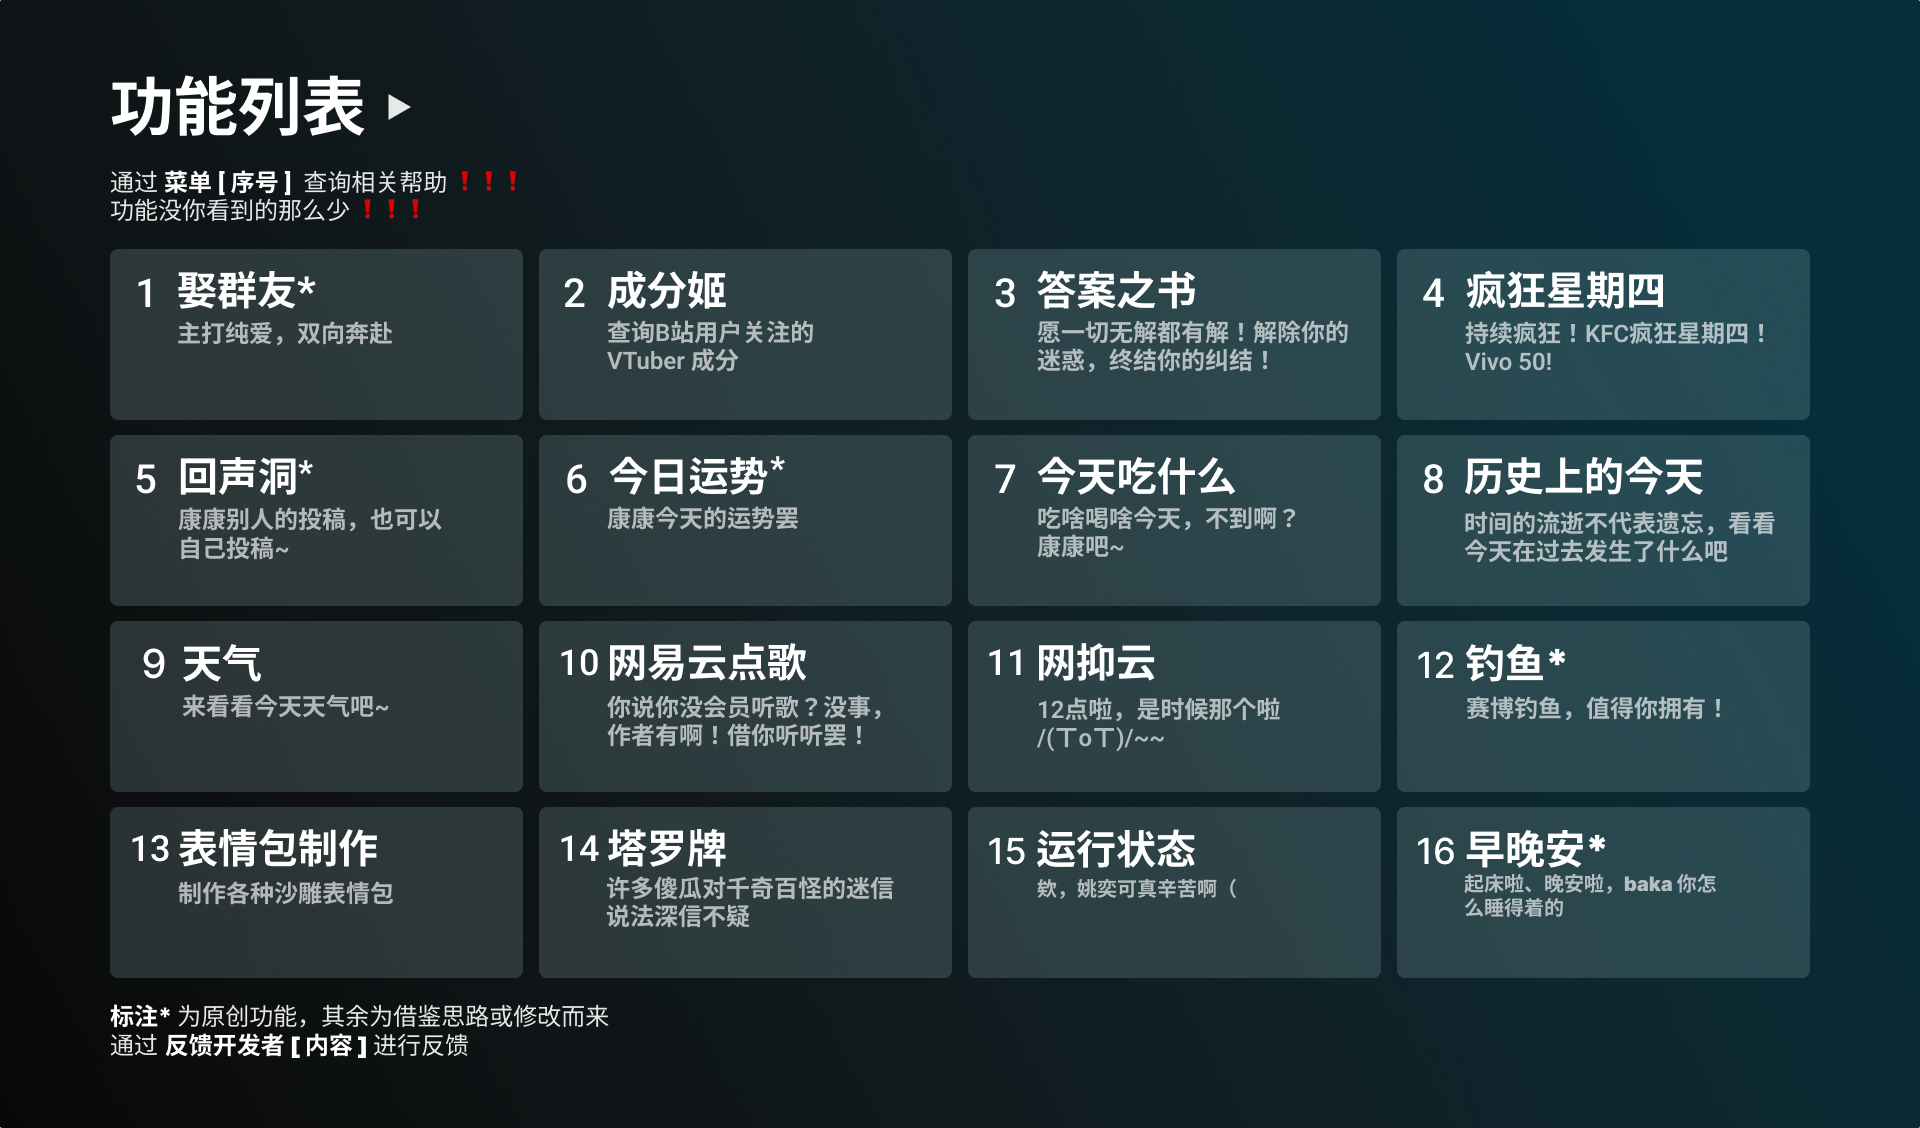 功能列表 ▶
通过 菜单 [ 序号 ] 查询相关帮助 ！！！
功能没你看到的那么少 ！！！
1 娶群友*
主打纯爱，双向奔赴
2 成分姬
查询B站用户关注的
VTuber 成分
3 答案之书
愿一切无解都有解！解除你的
迷惑，终结你的纠结！
4 疯狂星期四
持续疯狂！KFC疯狂星期四！
Vivo 50!
5 回声洞*
康康别人的投稿，也可以
自己投稿~
6 今日运势*
康康今天的运势罢
7 今天吃什么
吃啥喝啥今天，不到啊？
康康吧~
8 历史上的今天
时间的流逝不代表遗忘，看看
今天在过去发生了什么吧
9 天气
来看看今天天气吧~
10 网易云点歌
你说你没会员听歌？没事，
作者有啊！借你听听罢！
11 网抑云
12点啦，是时候那个啦
/(ㄒoㄒ)/~~
12 钓鱼*
赛博钓鱼，值得你拥有！
13 表情包制作
制作各种沙雕表情包
14 塔罗牌
许多傻瓜对千奇百怪的迷信
说法深信不疑
15 运行状态
欸，姚奕可真辛苦啊（
16 早晚安*
起床啦、晚安啦，baka 你怎
么睡得着的
标注* 为原创功能，其余为借鉴思路或修改而来
通过 反馈开发者 [ 内容 ] 进行反馈